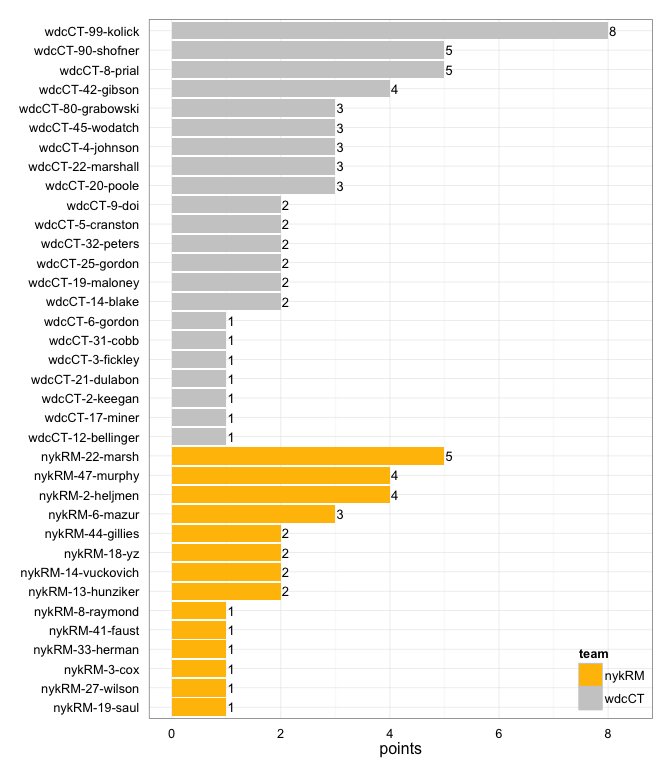 wdcCT-99-kolick 8
wdcCT-90-shofner 5
wdcCT-8-prial 5
wdcCT-42-gibson 4
wdcCT-80-grabowski 3
wdcCT-45-wodatch 3
wdcCT-4-johnson 3
wdcCT-22-marshall 3
wdcCT-20-poole 3
wdcCT-9-doi 2
wdcCT-5-cranston 2
wdcCT-32-peters 2
wdcCT-25-gordon 2
wdcCT-19-maloney 2
wdcCT-14-blake 2
wdcCT-6-gordon 1
wdcCT-31-cobb 1
wdcCT-3-fickley 1
wdcCT-21-dulabon 1
wdcCT-2-keegan 1
wdcCT-17-miner 1
wdcCT-12-bellinger 1
nykRM-22-marsh 5
nykRM-47-murphy 4
nykRM-2-heljmen 4
nykRM-6-mazur 3
nykRM-44-gillies 2
nykRM-18-yz 2
nykRM-14-vuckovich 2
nykRM-13-hunziker 2
nykRM-8-raymond 1
nykRM-41-faust 1
nykRM-33-herman 1
nykRM-3-cox 1
nykRM-27-wilson 1
nykRM-19-saul 1
team
nykRM
wdcCT
0 2 4 6 8
points